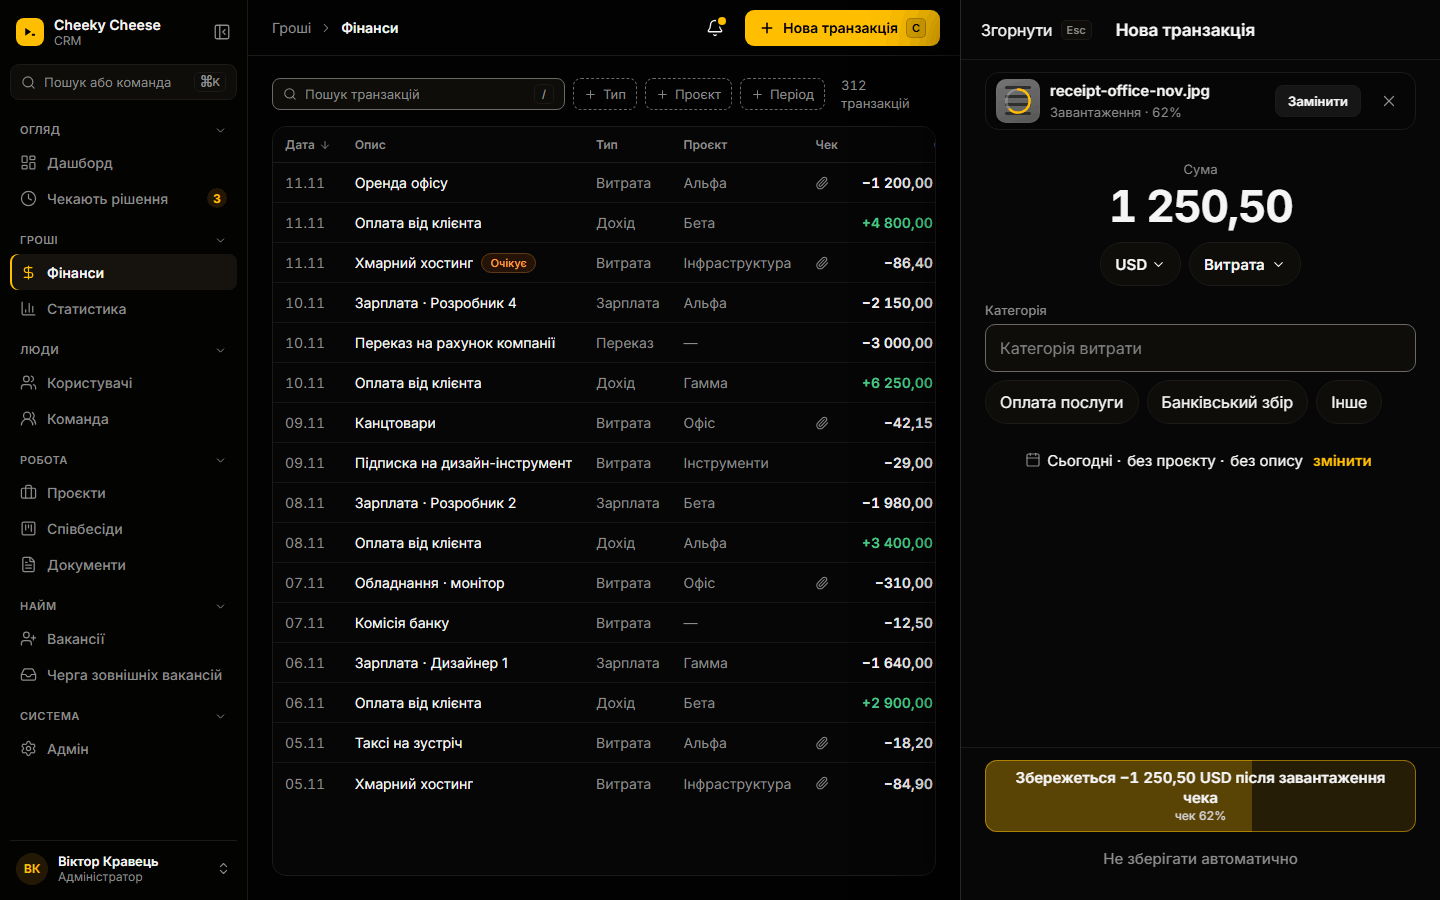 Cheeky Cheese
CRM
Пошук або команда ⌘K
ОГЛЯД
Дашборд
Чекають рішення 3
ГРОШІ
Фінанси
Статистика
ЛЮДИ
Користувачі
Команда
РОБОТА
Проєкти
Співбесіди
Документи
НАЙМ
Вакансії
Черга зовнішніх вакансій
СИСТЕМА
Адмін
ВК Віктор Кравець
Адміністратор
Гроші Фінанси
Нова транзакція C
Пошук транзакцій /
Тип
Проєкт
Період
312
транзакцій
Дата Опис Тип Проєкт Чек
11.11 Оренда офісу Витрата Альфа −1 200,00
11.11 Оплата від клієнта Дохід Бета +4 800,00
11.11 Хмарний хостинг Очікує Витрата Інфраструктура −86,40
10.11 Зарплата · Розробник 4 Зарплата Альфа −2 150,00
10.11 Переказ на рахунок компанії Переказ — −3 000,00
10.11 Оплата від клієнта Дохід Гамма +6 250,00
09.11 Канцтовари Витрата Офіс −42,15
09.11 Підписка на дизайн-інструмент Витрата Інструменти −29,00
08.11 Зарплата · Розробник 2 Зарплата Бета −1 980,00
08.11 Оплата від клієнта Дохід Альфа +3 400,00
07.11 Обладнання · монітор Витрата Офіс −310,00
07.11 Комісія банку Витрата — −12,50
06.11 Зарплата · Дизайнер 1 Зарплата Гамма −1 640,00
06.11 Оплата від клієнта Дохід Бета +2 900,00
05.11 Таксі на зустріч Витрата Альфа −18,20
05.11 Хмарний хостинг Витрата Інфраструктура −84,90
Згорнути Esc Нова транзакція
receipt-office-nov.jpg
Завантаження · 62%
Замінити
Сума
1 250,50
USD Витрата
Категорія
Категорія витрати
Оплата послуги Банківський збір Інше
Сьогодні · без проєкту · без опису змінити
Збережеться −1 250,50 USD після завантаження
чека
чек 62%
Не зберігати автоматично